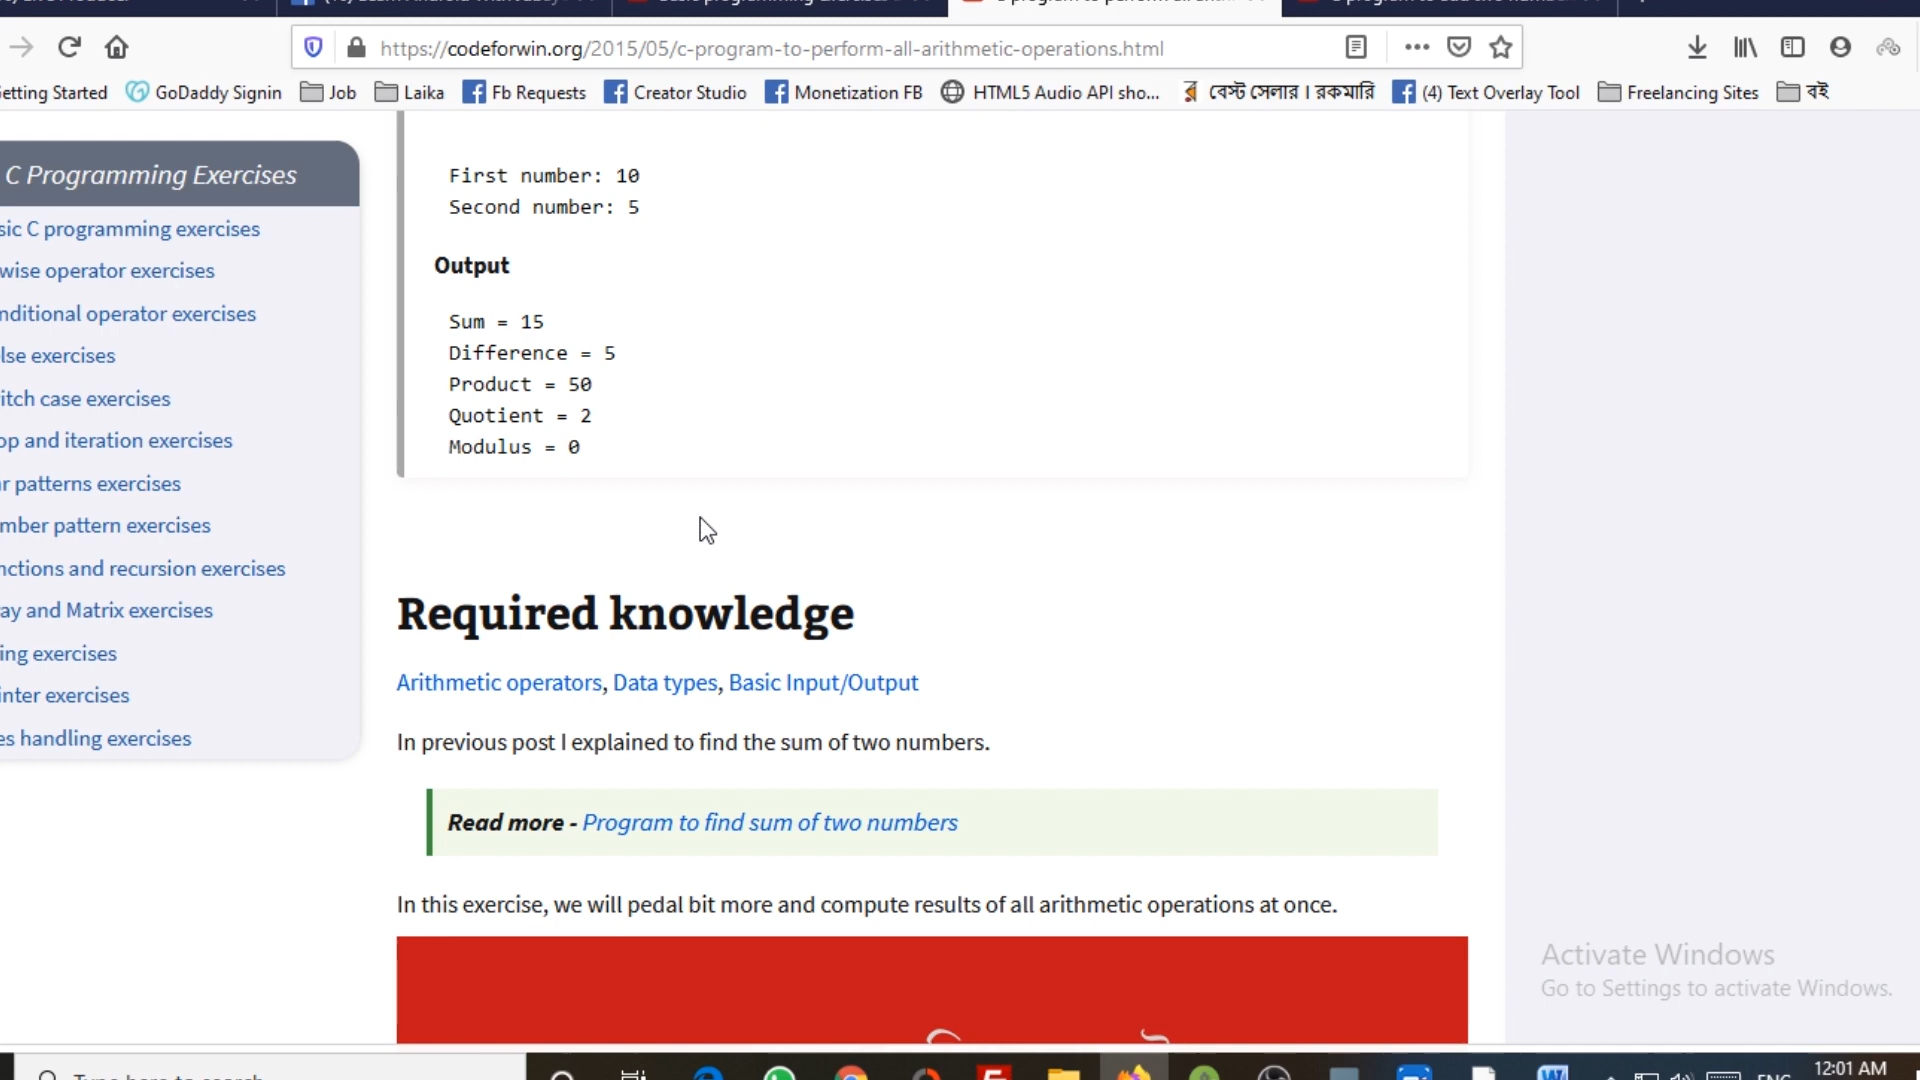 https://codeforwin.org/2015/05/c-program-to-perform-all-arithmetic-operations.html
etting Started GoDaddy Signin Job Laika Fb Requests Creator Studio Monetization FB HTML5 Audio API sho... বেস্ট সেলার । রকমারি (4) Text Overlay Tool Freelancing Sites বই
C Programming Exercises
sic C programming exercises
wise operator exercises
nditional operator exercises
lse exercises
itch case exercises
op and iteration exercises
r patterns exercises
mber pattern exercises
nctions and recursion exercises
ay and Matrix exercises
ing exercises
inter exercises
es handling exercises
First number: 10
Second number: 5
Output
Sum = 15
Difference = 5
Product = 50
Quotient = 2
Modulus = 0
Required knowledge
Arithmetic operators, Data types, Basic Input/Output
In previous post I explained to find the sum of two numbers.
Read more - Program to find sum of two numbers
In this exercise, we will pedal bit more and compute results of all arithmetic operations at once.
Activate Windows
Go to Settings to activate Windows.
Type here to search
ENG
12:01 AM